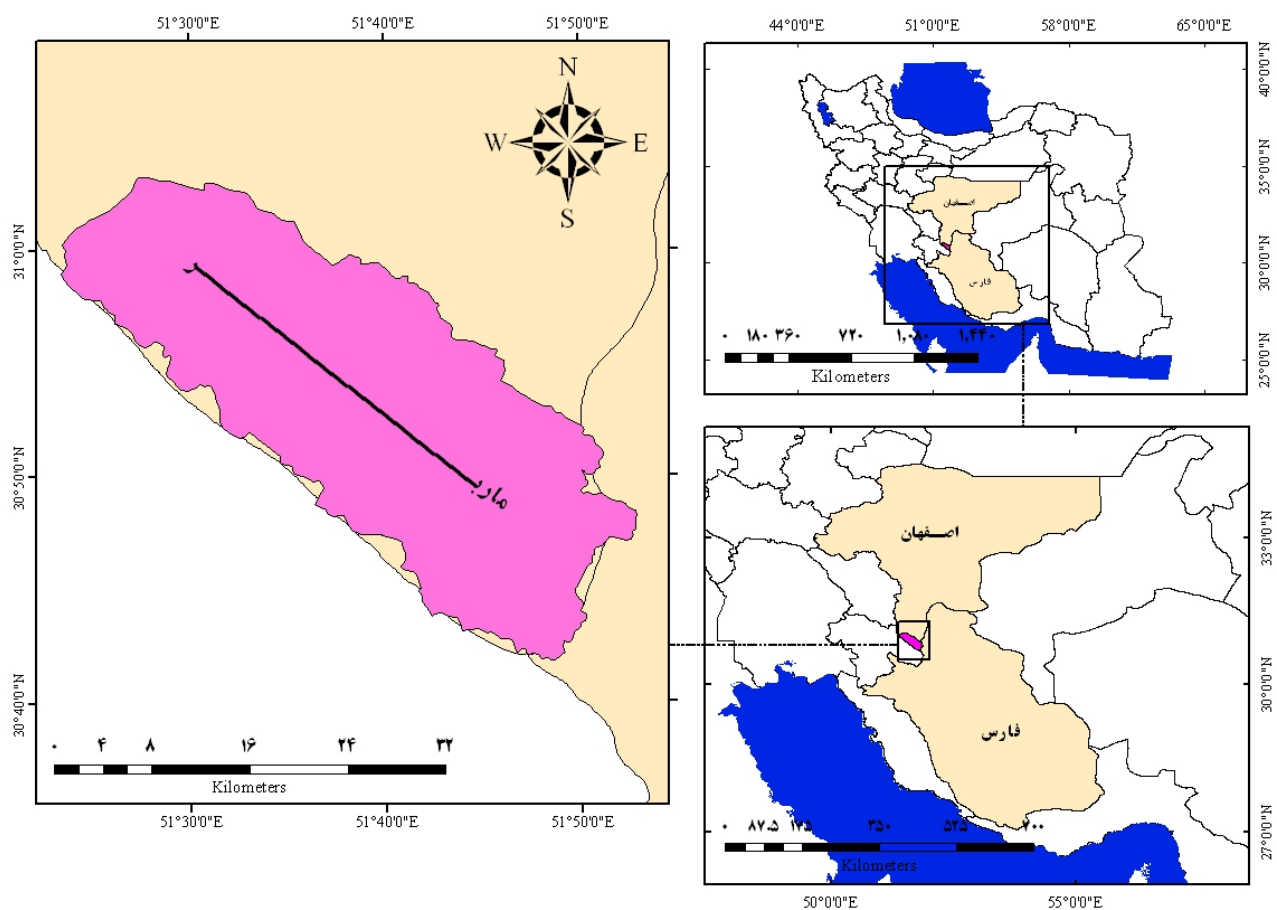 51°30'0"E 51°40'0"E 51°50'0"E
31°0'0"N
30°50'0"N
30°40'0"N
N
W E
S
ماربر
۰ ۴ ۸ ۱۶ ۲۴ ۳۲
Kilometers
51°30'0"E 51°40'0"E 51°50'0"E
44°0'0"E 51°0'0"E 58°0'0"E 65°0'0"E
40°0'0"N
35°0'0"N
30°0'0"N
25°0'0"N
اصفهان
فارس
۰ ۱۸۰ ۳۶۰ ۷۲۰ ۱,۰۸۰ ۱,۴۴۰
Kilometers
33°0'0"N
30°0'0"N
27°0'0"N
اصـفهان
فارس
۰ ۸۷.۵ ۱۷۵ ۳۵۰ ۵۲۵ ۷۰۰
Kilometers
50°0'0"E 55°0'0"E